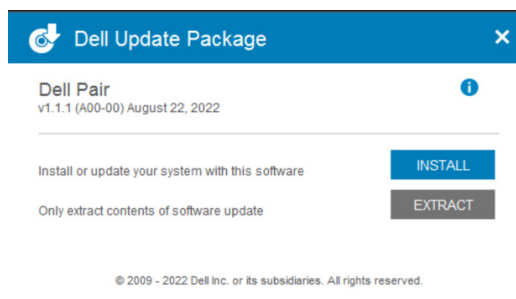 Dell Update Package
Dell Pair
v1.1.1 (A00-00) August 22, 2022
Install or update your system with this software
INSTALL
Only extract contents of software update
EXTRACT
© 2009 - 2022 Dell Inc. or its subsidiaries. All rights reserved.